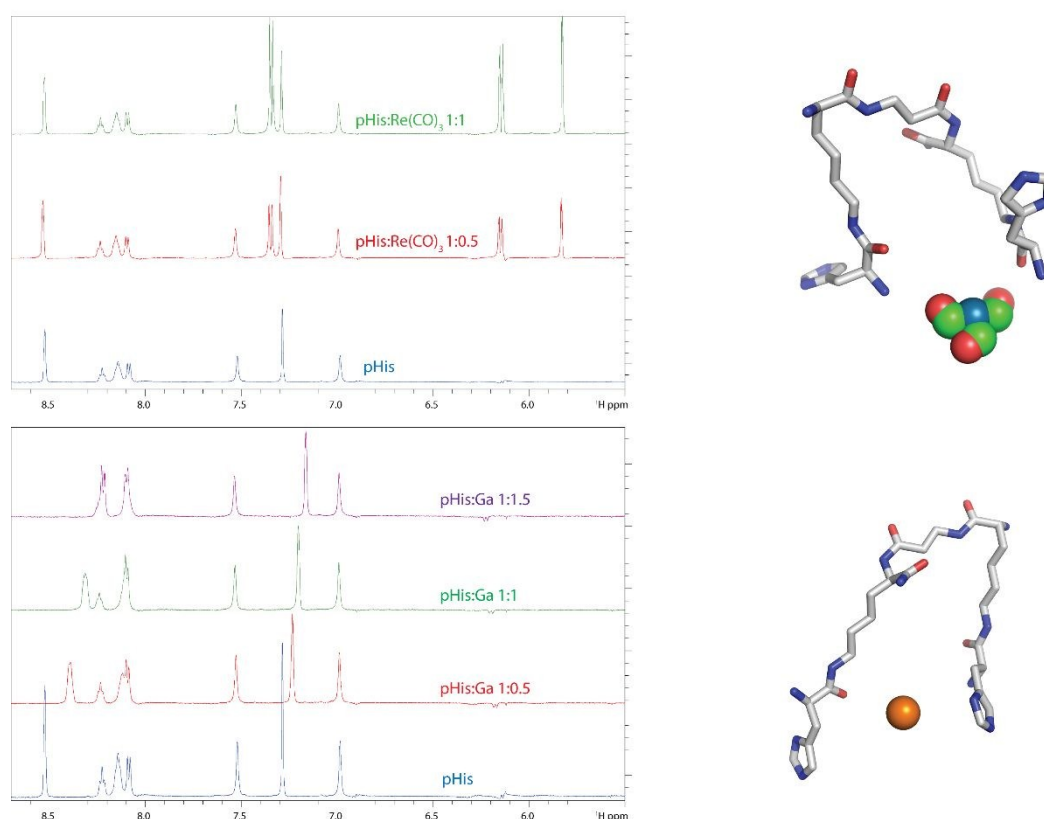 pHis:Re(CO)₃ 1:1
pHis:Re(CO)₃ 1:0.5
pHis
8.5 8.0 7.5 7.0 6.5 6.0 ¹H ppm
pHis:Ga 1:1.5
pHis:Ga 1:1
pHis:Ga 1:0.5
pHis
8.5 8.0 7.5 7.0 6.5 6.0 ¹H ppm